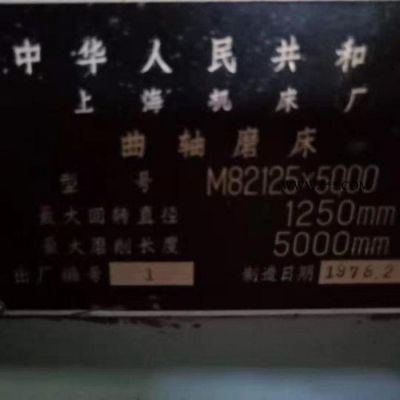 中华人民共和
上海机床厂
曲轴磨床
型号 M82125×5000
最大回转直径 1250mm
最大磨削长度 5000mm
出厂编号 1 制造日期 1976.2